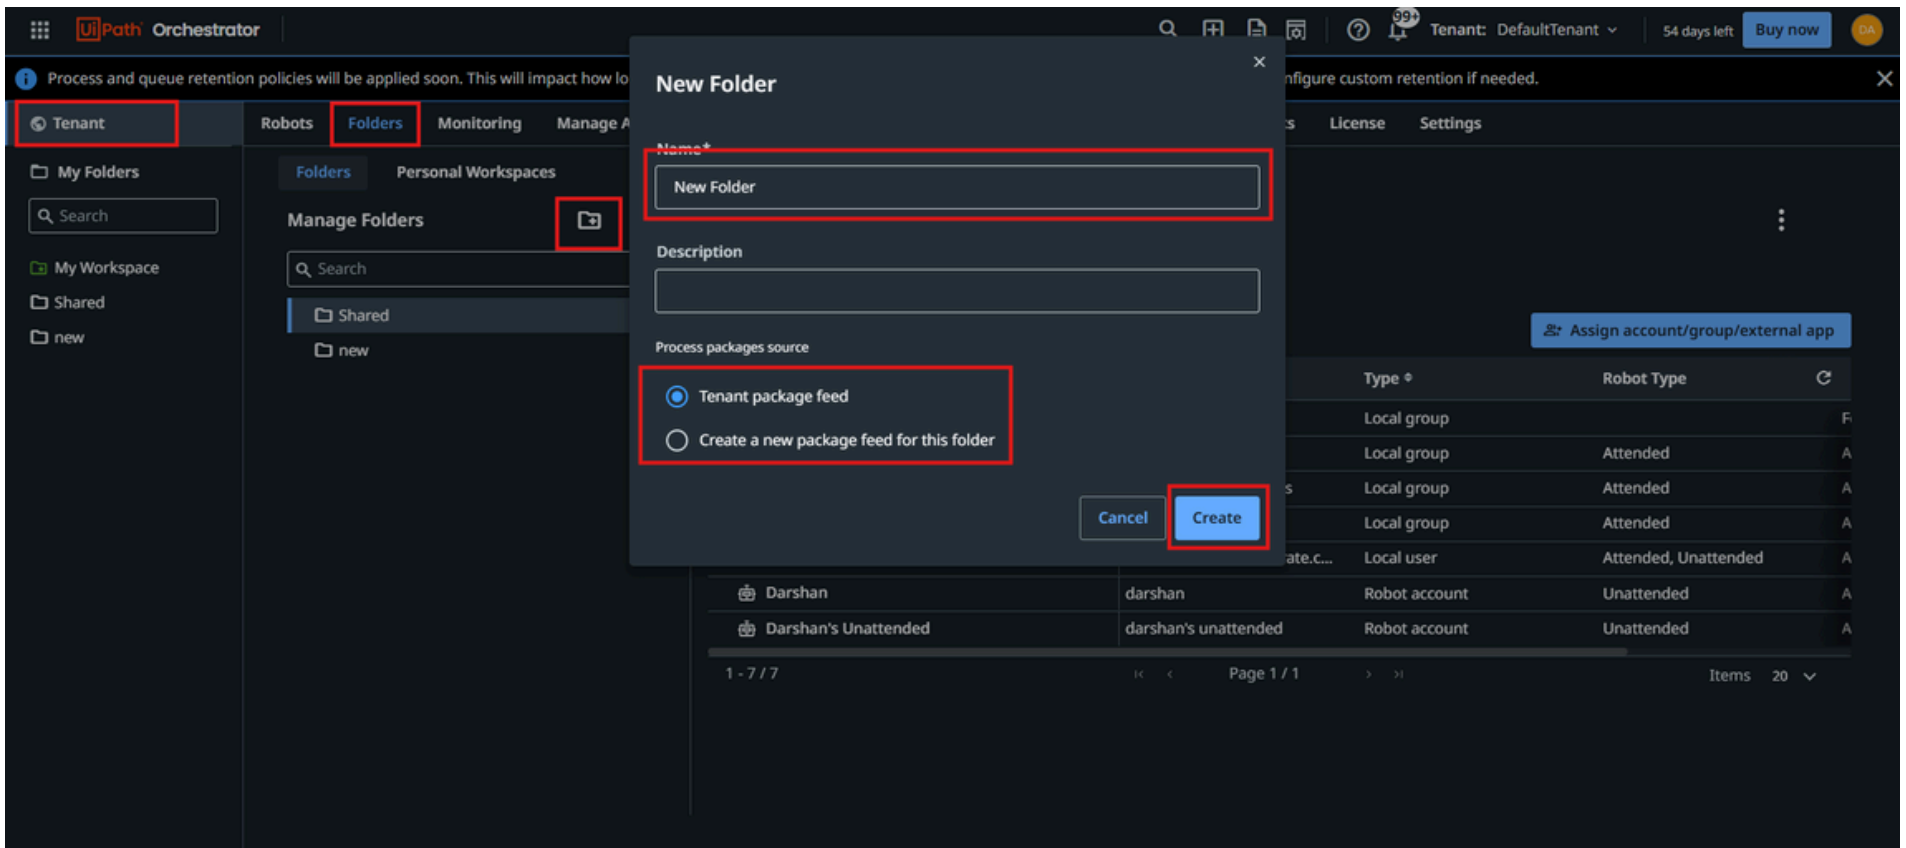 UiPath Orchestrator
99+
Tenant: DefaultTenant
54 days left
Buy now
DA
Process and queue retention policies will be applied soon. This will impact how lo
nfigure custom retention if needed.
Tenant
Robots
Folders
Monitoring
Manage A
s
License
Settings
My Folders
Search
My Workspace
Shared
new
Folders
Personal Workspaces
Manage Folders
Search
Shared
new
New Folder
Name*
New Folder
Description
Process packages source
Tenant package feed
Create a new package feed for this folder
Cancel
Create
Assign account/group/external app
Type
Robot Type
Local group
F
Local group
Attended
A
s
Local group
Attended
A
Local group
Attended
A
ate.c...
Local user
Attended, Unattended
A
Darshan
darshan
Robot account
Unattended
A
Darshan's Unattended
darshan's unattended
Robot account
Unattended
A
1 - 7 / 7
Page 1 / 1
Items
20